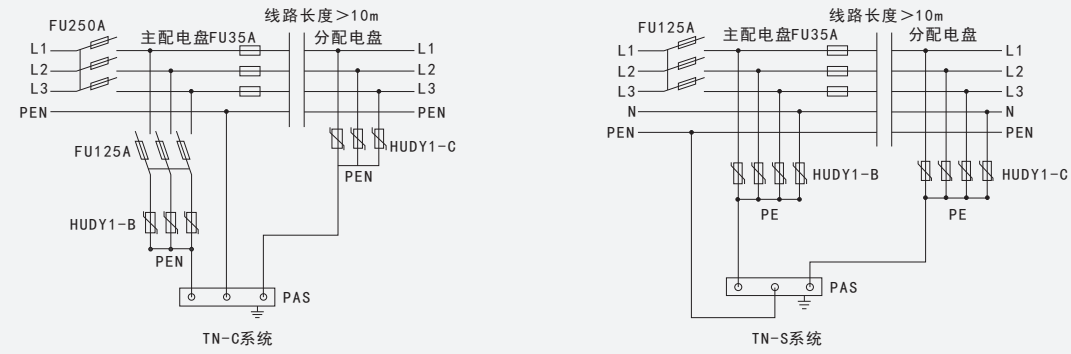 线路长度>10m
FU250A
主配电盘FU35A
分配电盘
L1
L1
L2
L2
L3
L3
PEN
PEN
FU125A
HUDY1-C
PEN
HUDY1-B
PEN
PAS
TN-C系统
线路长度>10m
FU125A
主配电盘FU35A
分配电盘
L1
L1
L2
L2
L3
L3
N
N
PEN
PEN
HUDY1-B
HUDY1-C
PE
PE
PAS
TN-S系统